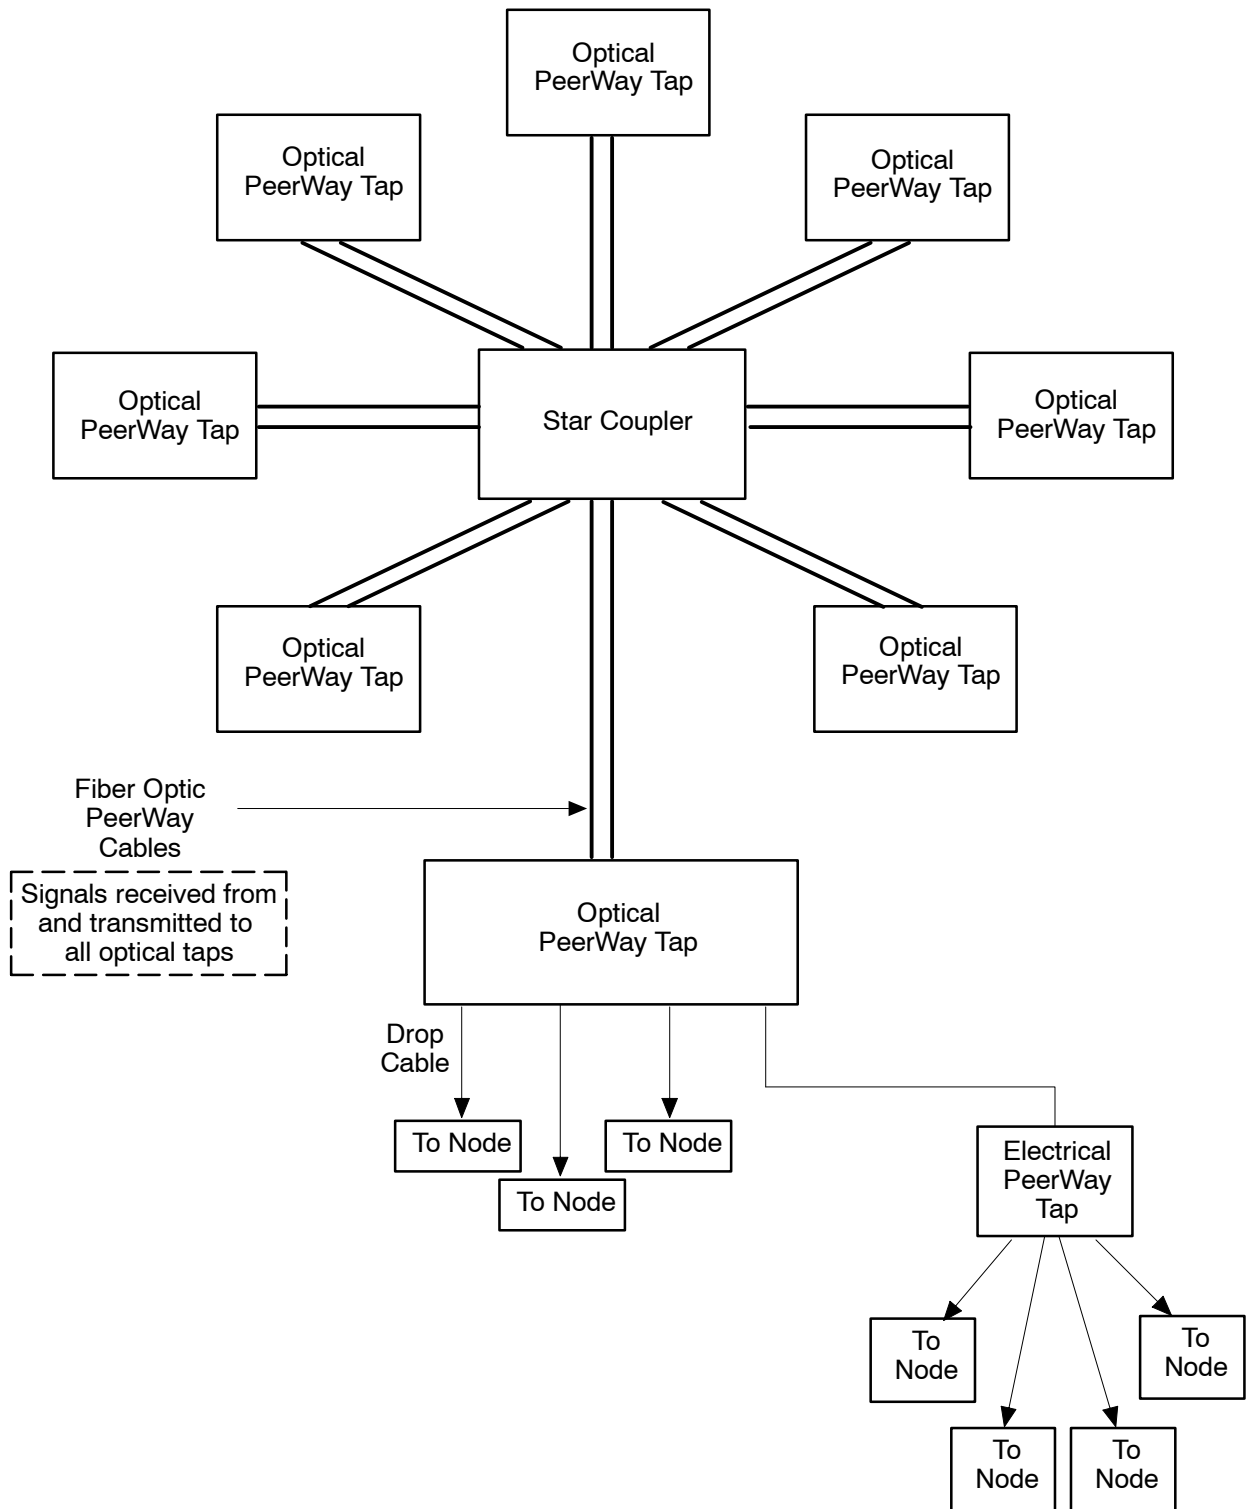 Optical
PeerWay Tap
Optical
PeerWay Tap
Optical
PeerWay Tap
Optical
PeerWay Tap
Star Coupler
Optical
PeerWay Tap
Optical
PeerWay Tap
Optical
PeerWay Tap
Fiber Optic
PeerWay
Cables
Signals received from
and transmitted to
all optical taps
Optical
PeerWay Tap
Drop
Cable
To Node
To Node
To Node
Electrical
PeerWay
Tap
To
Node
To
Node
To
Node
To
Node